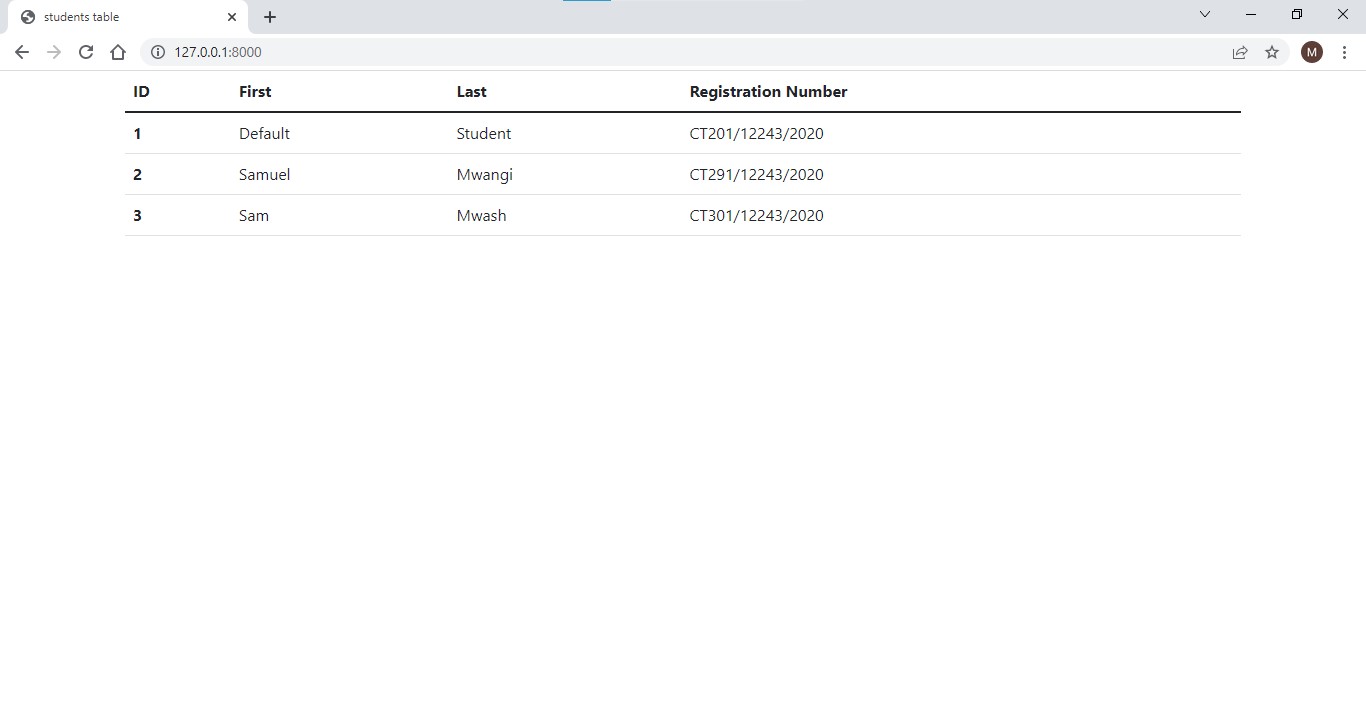 students table
127.0.0.1:8000
M
ID First Last Registration Number
1 Default Student CT201/12243/2020
2 Samuel Mwangi CT291/12243/2020
3 Sam Mwash CT301/12243/2020